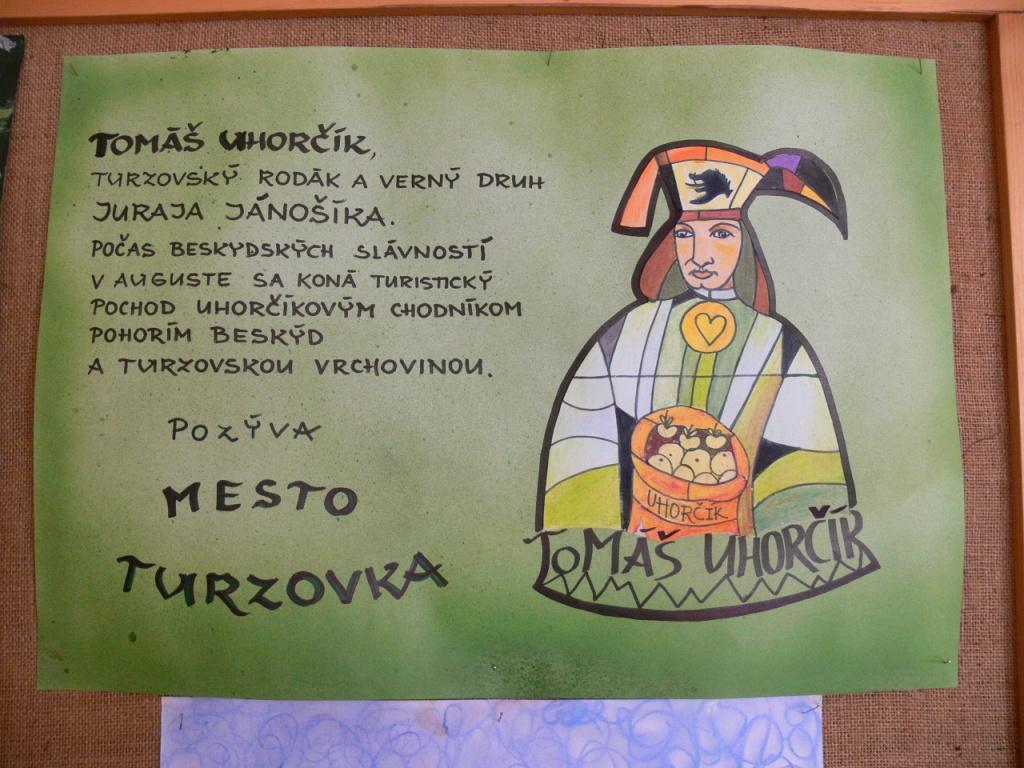 TOMÁŠ UHORČÍK,
TURZOVSKÝ RODÁK A VERNÝ DRUH
JURAJA JÁNOŠÍKA.
POČAS BESKYDSKÝCH SLÁVNOSTÍ
V AUGUSTE SA KONÁ TURISTICKÝ
POCHOD UHORČÍKOVÝM CHODNÍKOM
POHORÍM BESKÝD
A TURZOVSKOU VRCHOVINOU.
POZÝVA
MESTO
TURZOVKA
UHORČÍK
TOMÁŠ UHORČÍK